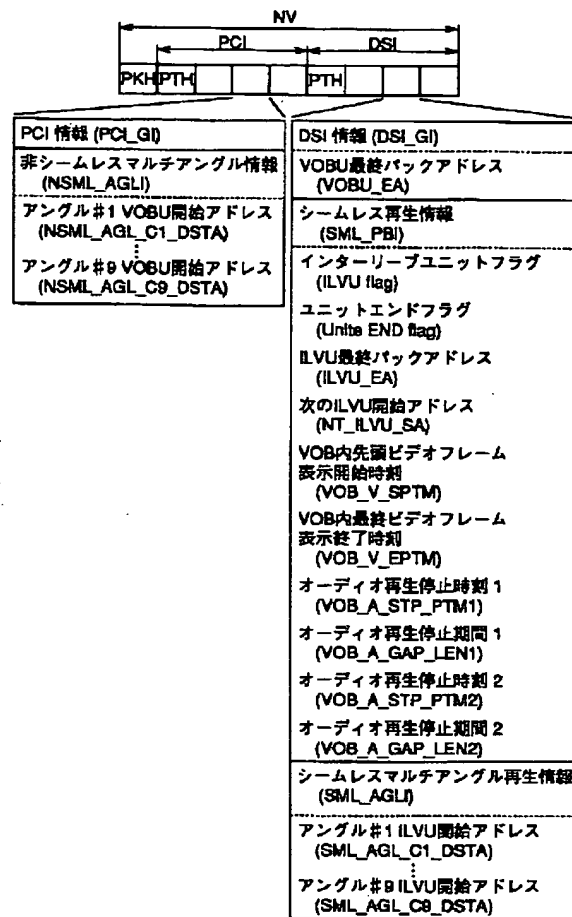 NV
PCI
DSI
PKH
PTH
PTH
PCI 情報 (PCI_GI)
非シームレスマルチアングル情報
(NSML_AGLI)
アングル#1 VOBU開始アドレス
(NSML_AGL_C1_DSTA)
アングル#9 VOBU開始アドレス
(NSML_AGL_C9_DSTA)
DSI 情報 (DSI_GI)
VOBU最終パックアドレス
(VOBU_EA)
シームレス再生情報
(SML_PBI)
インターリーブユニットフラグ
(ILVU flag)
ユニットエンドフラグ
(Unite END flag)
ILVU最終パックアドレス
(ILVU_EA)
次のILVU開始アドレス
(NT_ILVU_SA)
VOB内先頭ビデオフレーム
表示開始時刻
(VOB_V_SPTM)
VOB内最終ビデオフレーム
表示終了時刻
(VOB_V_EPTM)
オーディオ再生停止時刻 1
(VOB_A_STP_PTM1)
オーディオ再生停止期間 1
(VOB_A_GAP_LEN1)
オーディオ再生停止時刻 2
(VOB_A_STP_PTM2)
オーディオ再生停止期間 2
(VOB_A_GAP_LEN2)
シームレスマルチアングル再生情報
(SML_AGLI)
アングル#1 ILVU開始アドレス
(SML_AGL_C1_DSTA)
アングル#9 ILVU開始アドレス
(SML_AGL_C9_DSTA)